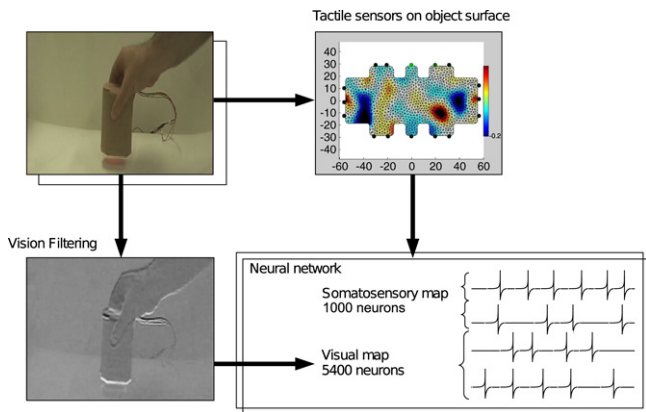 Tactile sensors on object surface
40
30
20
10
0
-10
-20
-30
-40
-60 -40 -20 0 20 40 60
-0.2
Vision Filtering
Neural network
Somatosensory map
1000 neurons
Visual map
5400 neurons